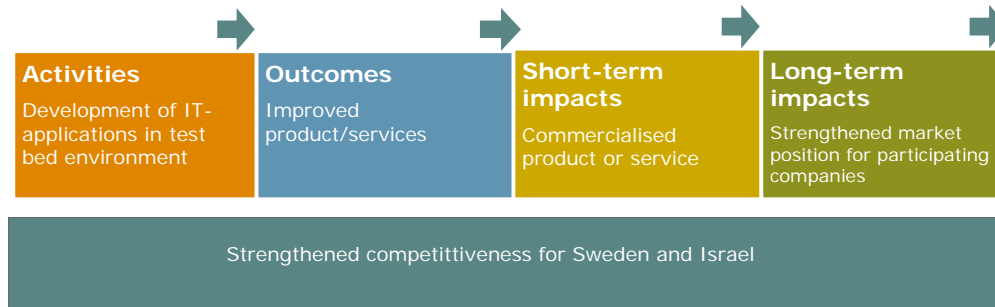 Activities
Development of IT-
applications in test
bed environment
Outcomes
Improved
product/services
Short-term
impacts
Commercialised
product or service
Long-term
impacts
Strengthened market
position for participating
companies
Strengthened competittiveness for Sweden and Israel